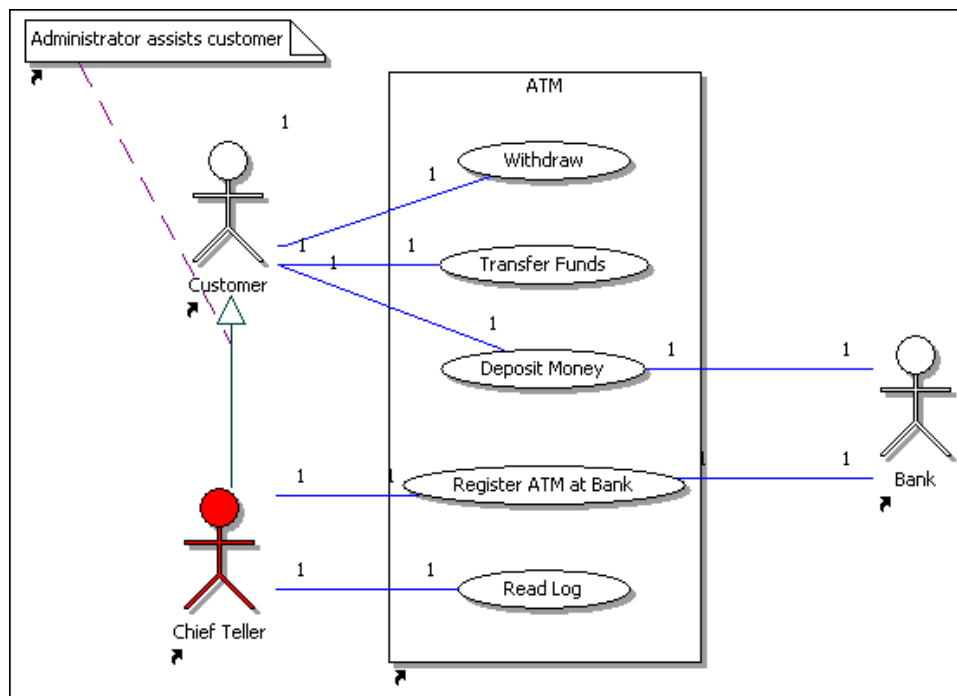 Administrator assists customer
ATM
1
Withdraw
1
1
1
Transfer Funds
1
Customer
1
1
1
Deposit Money
1
1
1
1
1
Register ATM at Bank
Bank
1
1
Read Log
Chief Teller